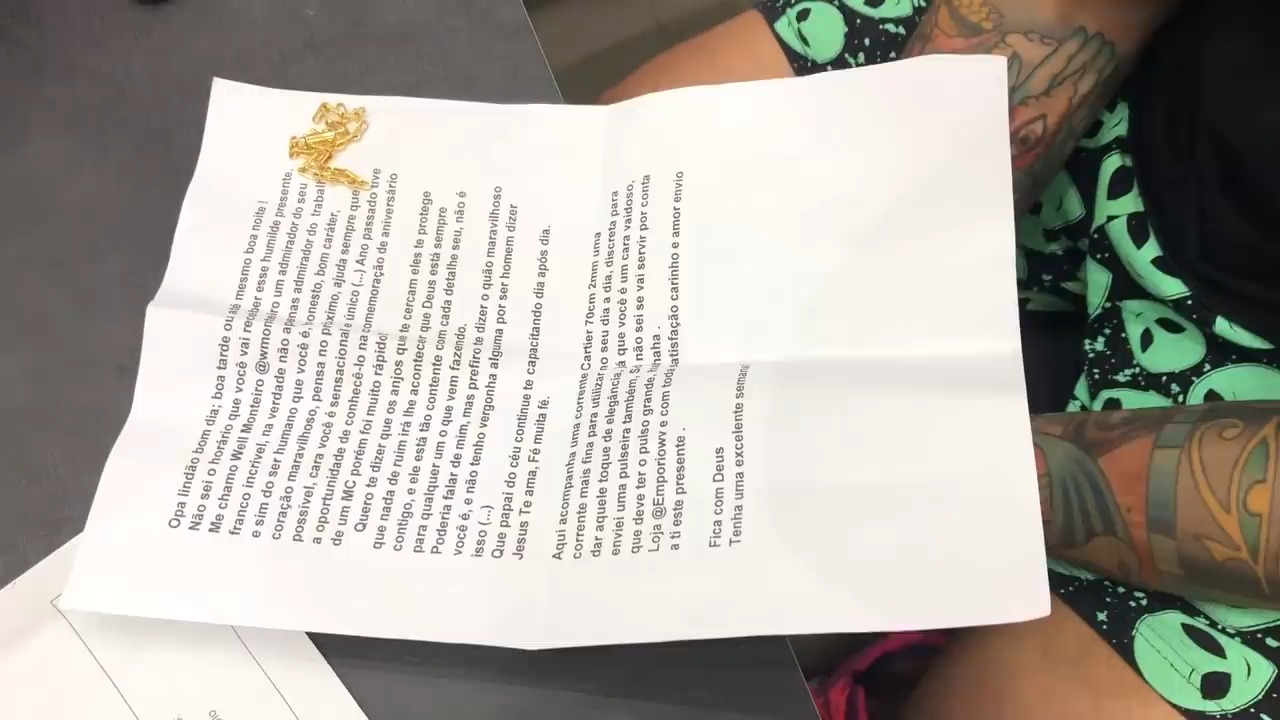 Opa lindão bom dia; boa tarde ou até mesmo boa noite !
Não sei o horário que você vai receber esse humilde presente,
Me chamo Well Monteiro @wmonteiro um admirador do seu
franco incrível, na verdade não apenas admirador do trabalh
e sim do ser humano que você é, honesto, bom caráter,
coração maravilhoso, pensa no próximo, ajuda sempre que
possível, cara você é sensacional e único (...) Ano passado tive
a oportunidade de conhecê-lo na comemoração de aniversário
de um MC porém foi muito rápido!
Quero te dizer que os anjos que te cercam eles te protege
que nada de ruim irá lhe acontecer que Deus está sempre
contigo, e ele está tão contente com cada detalhe seu, não é
para qualquer um o que vem fazendo.
Poderia falar de mim, mas prefiro te dizer o quão maravilhoso
você é, e não tenho vergonha alguma por ser homem dizer
isso (...)
Que papai do céu continue te capacitando dia após dia.
Jesus Te ama, Fé muita fé.
Aqui acompanha uma corrente Cartier 70cm 2mm uma
corrente mais fina para utilizar no seu dia a dia, discreta para
dar aquele toque de elegância, já que você é um cara vaidoso,
enviei uma pulseira também, Só não sei se vai servir por conta
que deve ter o pulso grande, hahaha .
Loja @Emporiowv e com toda satisfação carinho e amor envio
a ti este presente .
Fica com Deus
Tenha uma excelente semana